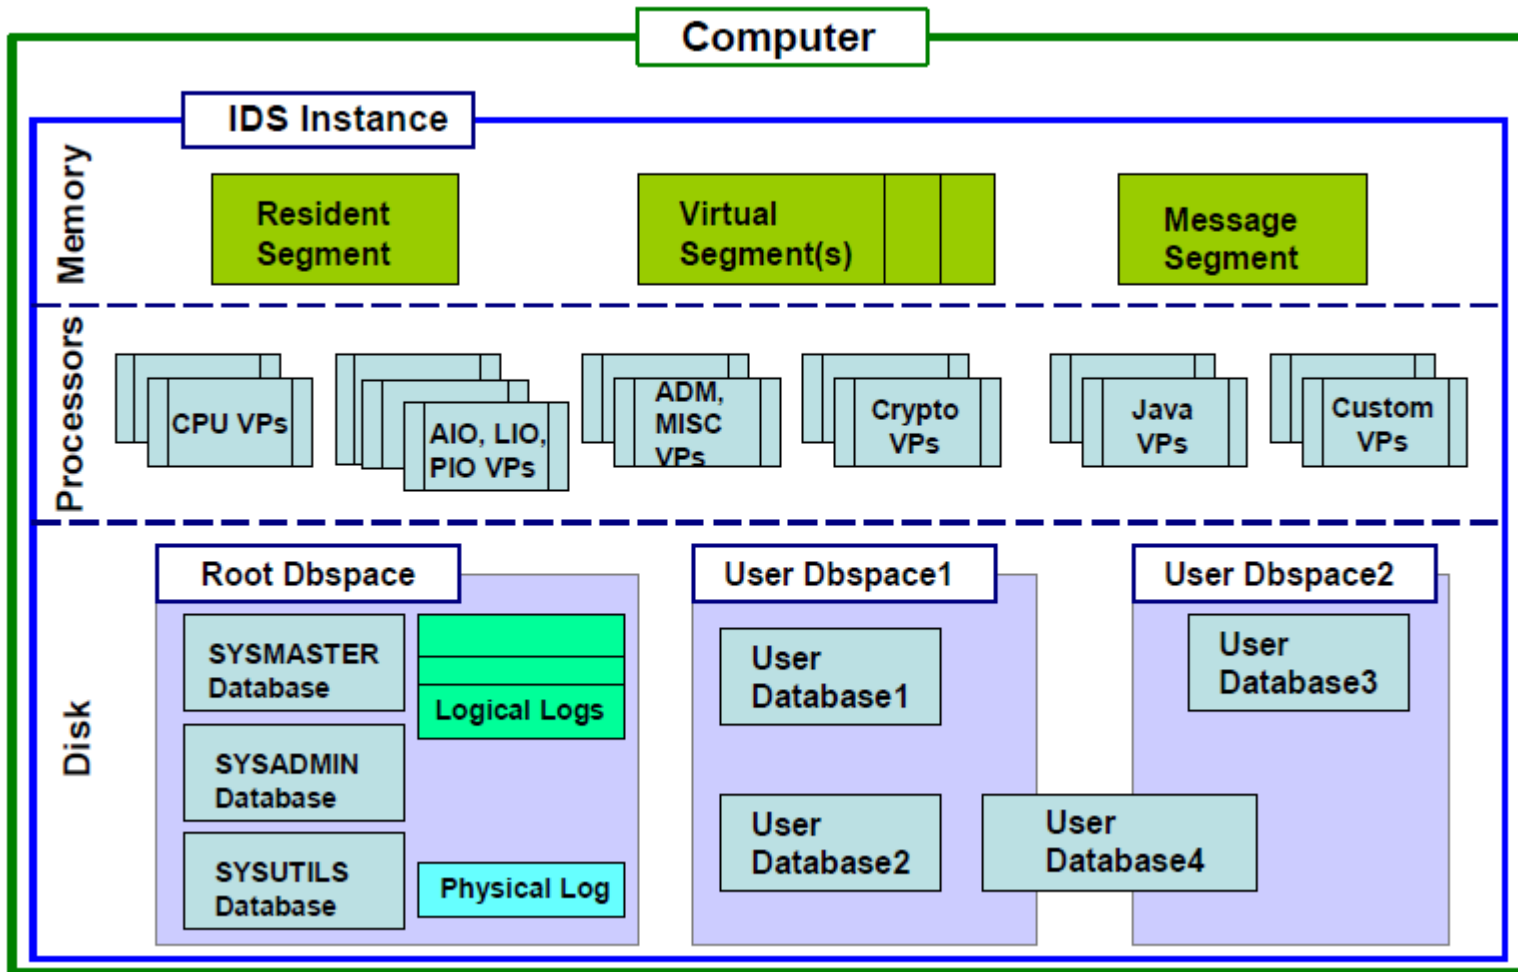 Computer
IDS Instance
Memory
Resident
Segment
Virtual
Segment(s)
Message
Segment
Processors
CPU VPs
AIO, LIO,
PIO VPs
ADM,
MISC
VPs
Crypto
VPs
Java
VPs
Custom
VPs
Disk
Root Dbspace
SYSMASTER
Database
Logical Logs
SYSADMIN
Database
SYSUTILS
Database
Physical Log
User Dbspace1
User
Database1
User
Database2
User Dbspace2
User
Database3
User
Database4